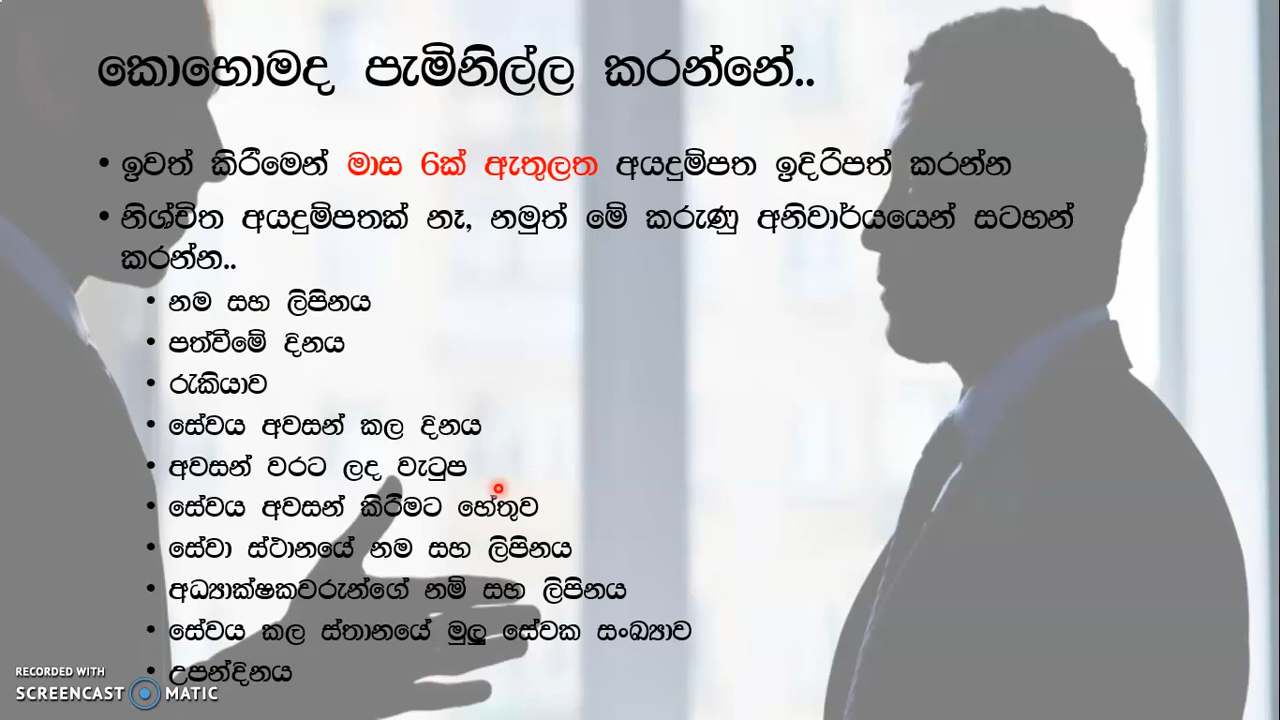 කොහොමද පැමිනිල්ල කරන්නේ..
• ඉවත් කිරීමෙන් මාස 6ක් ඇතුලත අයදුම්පත ඉදිරිපත් කරන්න
• නිශ්චිත අයදුම්පතක් නෑ, නමුත් මේ කරුණු අනිවාර්යයෙන් සටහන්
කරන්න..
• නම සහ ලිපිනය
• පත්වීමේ දිනය
• රැකියාව
• සේවය අවසන් කල දිනය
• අවසන් වරට ලද වැටුප
• සේවය අවසන් කිරීමට හේතුව
• සේවා ස්ථානයේ නම සහ ලිපිනය
• අධ්‍යාක්ෂකවරුන්ගේ නම් සහ ලිපිනය
• සේවය කල ස්තානයේ මුලු සේවක සංඛ්‍යාව
• උපන්දිනය
RECORDED WITH
SCREENCAST MATIC